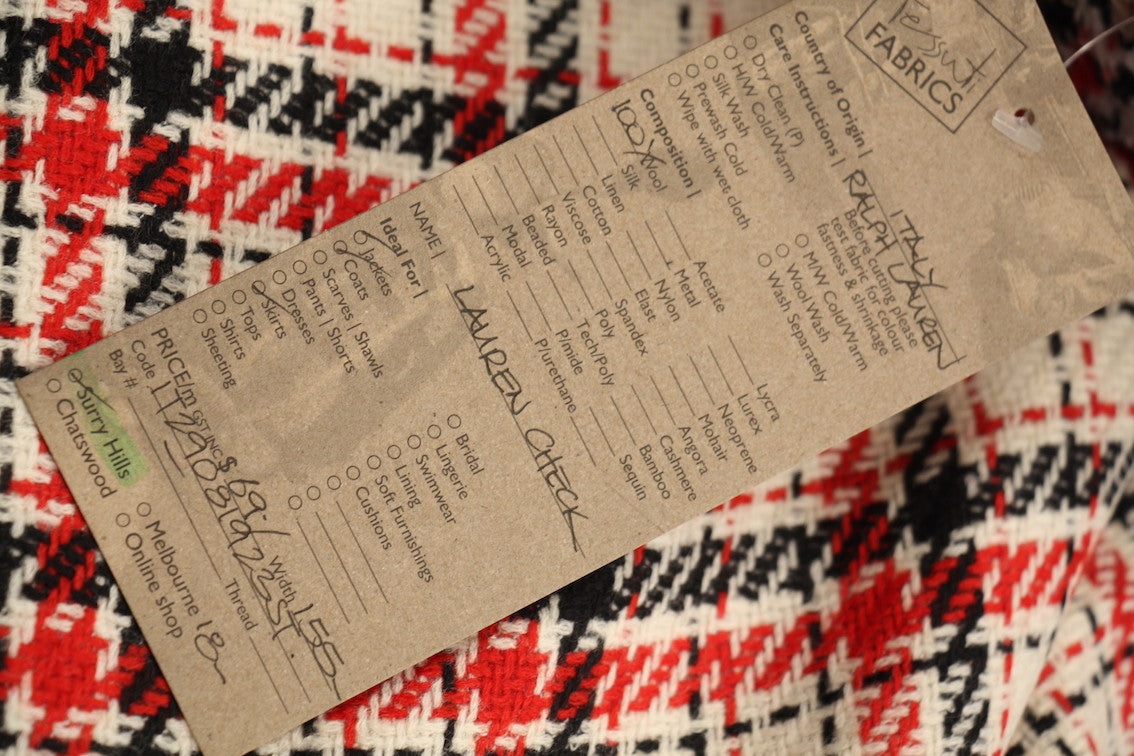 Tessuti
FABRICS
Country of Origin | ITALY
RALPH LAUREN
Care Instructions |
Before cutting please
test fabric for colour
fastness & shrinkage
Dry Clean (P)
H/W Cold/Warm
M/W Cold/Warm
Silk Wash
Wool Wash
Prewash Cold
Wash Separately
Wipe with wet cloth
Composition |
100% Wool
Acetate
Lycra
Silk
Metal
Lurex
Linen
Nylon
Neoprene
Cotton
Elast
Mohair
Viscose
Spandex
Angora
Rayon
Poly
Cashmere
Beaded
Tech/Poly
Bamboo
Modal
P/mide
Sequin
Acrylic
P/urethane
NAME | LAUREN CHECK
Ideal For |
Jackets
Bridal
Coats
Lingerie
Scarves | Shawls
Swimwear
Pants | Shorts
Lining
Dresses
Soft Furnishings
Skirts
Cushions
Tops
Shirts
Sheeting
PRICE/m GST INC $69/ Width 155
Code
Bay #
Thread
Surry Hills
Melbourne 18
Chatswood
Online shop